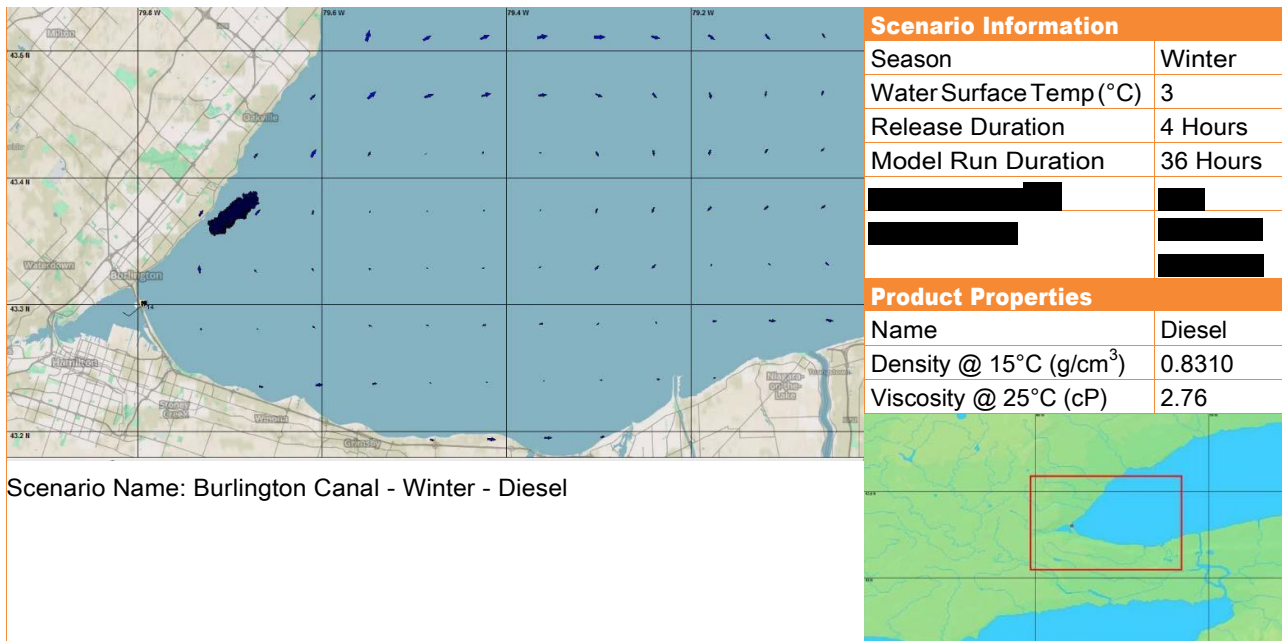 79.8 W
79.6 W
79.4 W
79.2 W
Milton
43.5 N
Oakville
43.4 N
Waterdown
Burlington
43.3 N
Hamilton
Stoney
Creek
Winona
Grimsby
Niagara-
on-the-
Lake
43.2 N
Scenario Name: Burlington Canal - Winter - Diesel
Scenario Information
Season Winter
Water Surface Temp (°C) 3
Release Duration 4 Hours
Model Run Duration 36 Hours
Product Properties
Name Diesel
Density @ 15°C (g/cm³) 0.8310
Viscosity @ 25°C (cP) 2.76